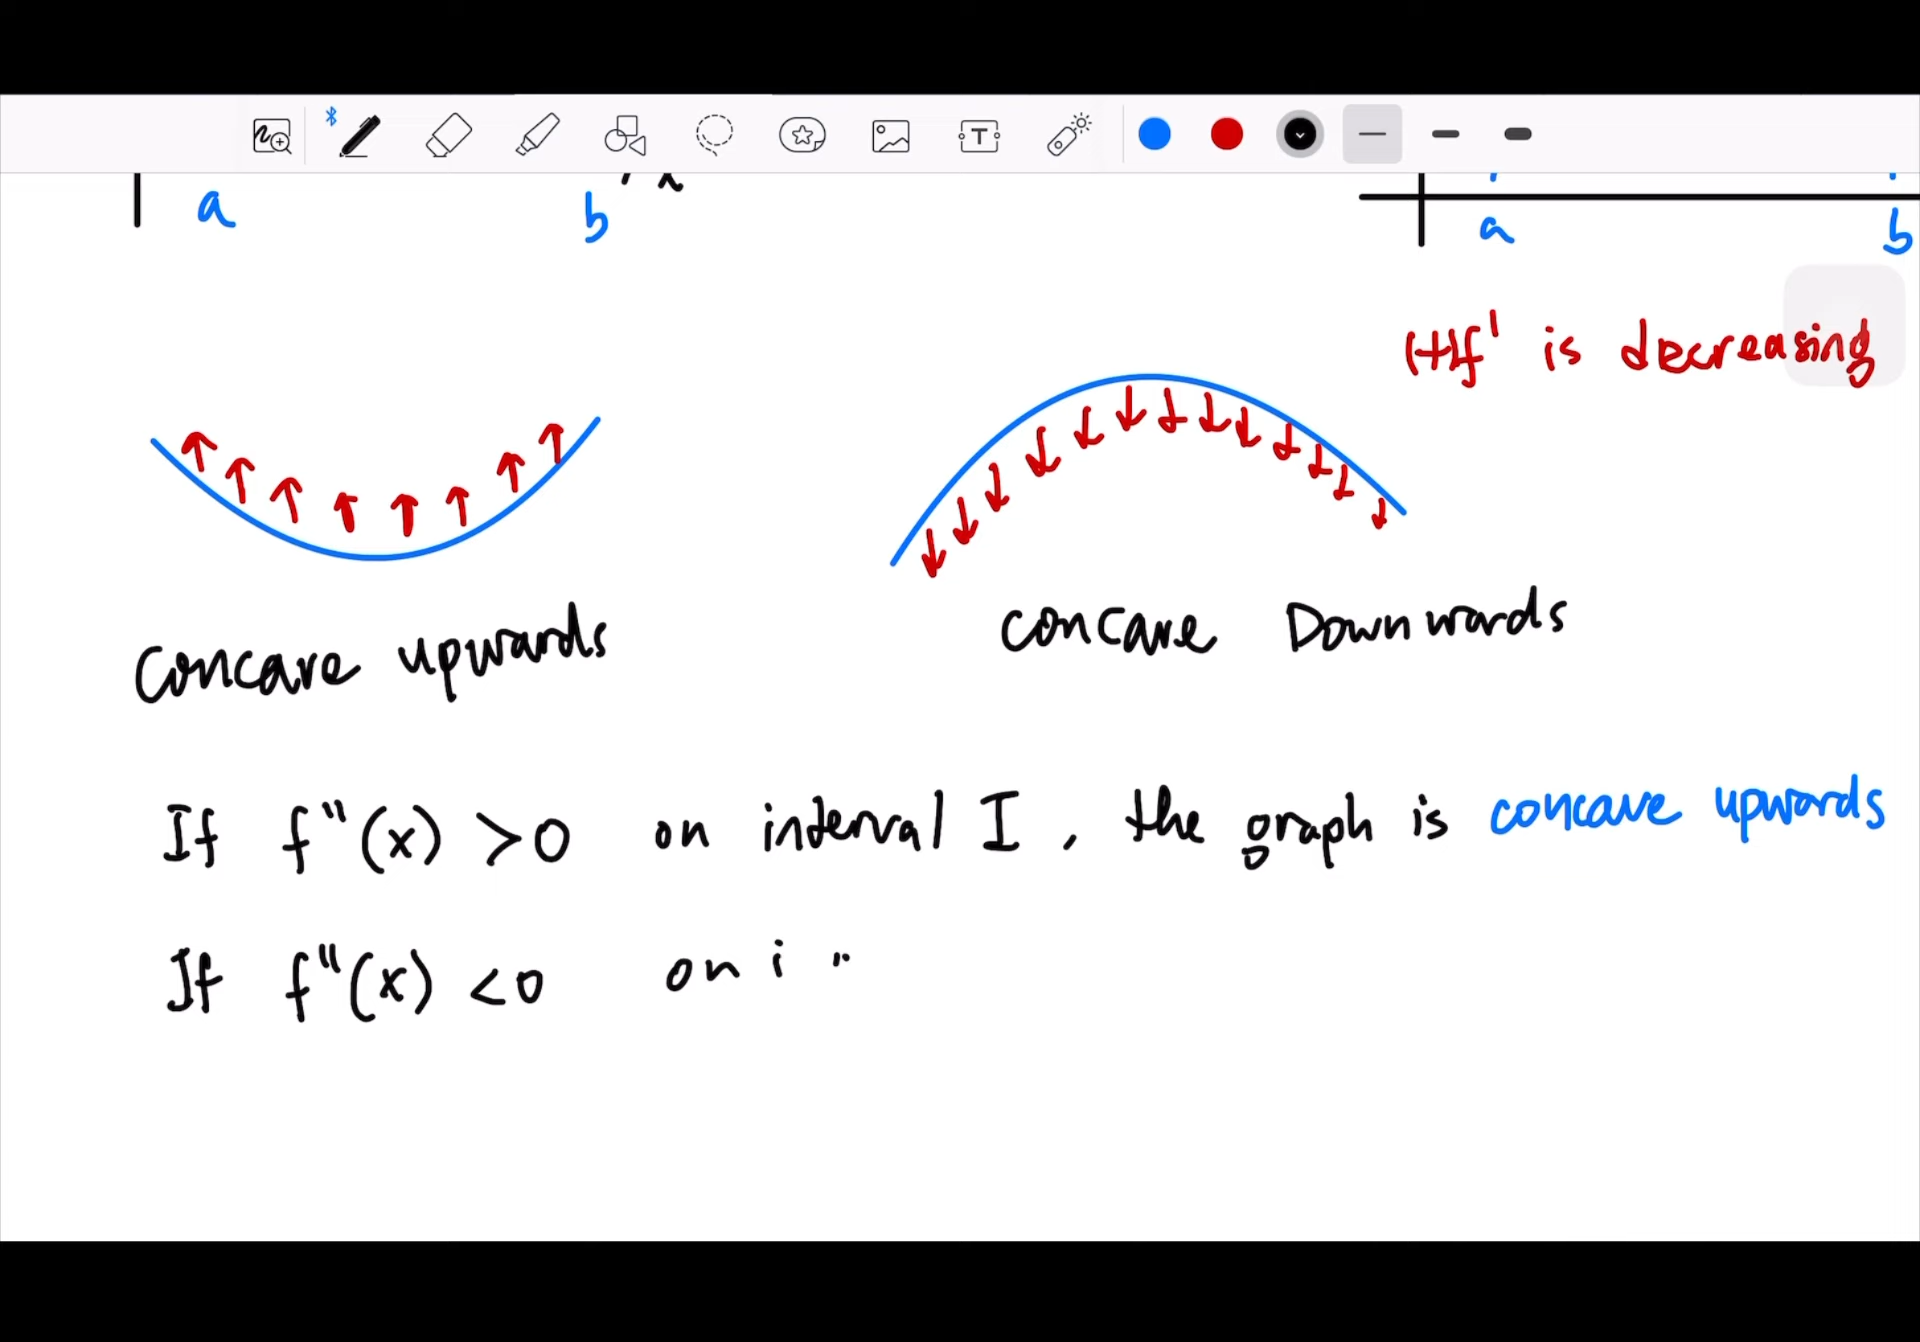 a b x a b
(+)f' is decreasing
concave upwards concave Downwards
If f"(x) >0 on interval I, the graph is concave upwards
If f"(x) <0 on i